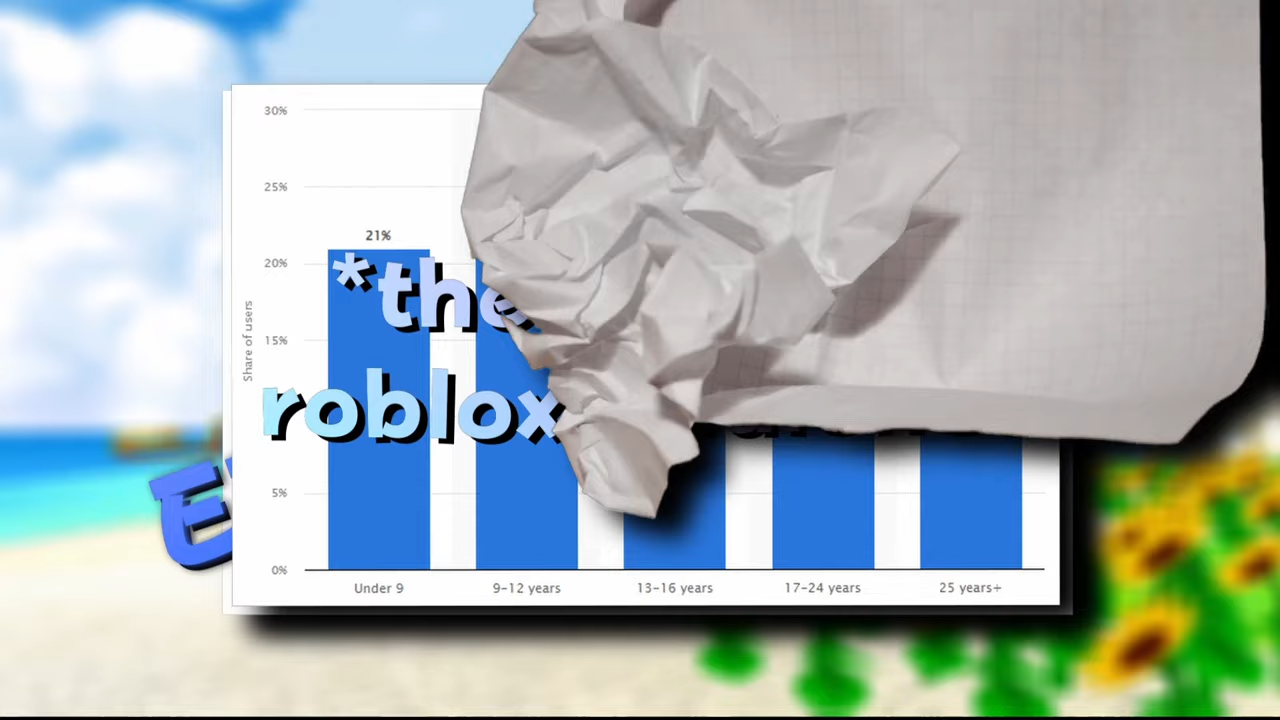 30%
25%
21%
20%
*the
Share of users
15%
roblox
E
5%
0%
Under 9
9-12 years
13-16 years
17-24 years
25 years+